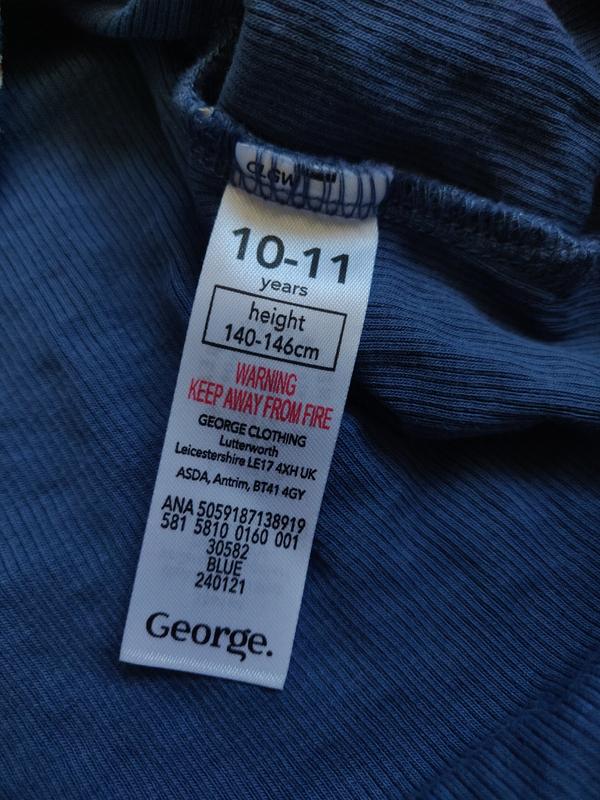 CLGW
10-11
years
height
140-146cm
WARNING
KEEP AWAY FROM FIRE
GEORGE CLOTHING
Lutterworth
Leicestershire LE17 4XH UK
ASDA, Antrim, BT41 4GY
ANA 5059187138919
581 5810 0160 001
30582
BLUE
240121
George.